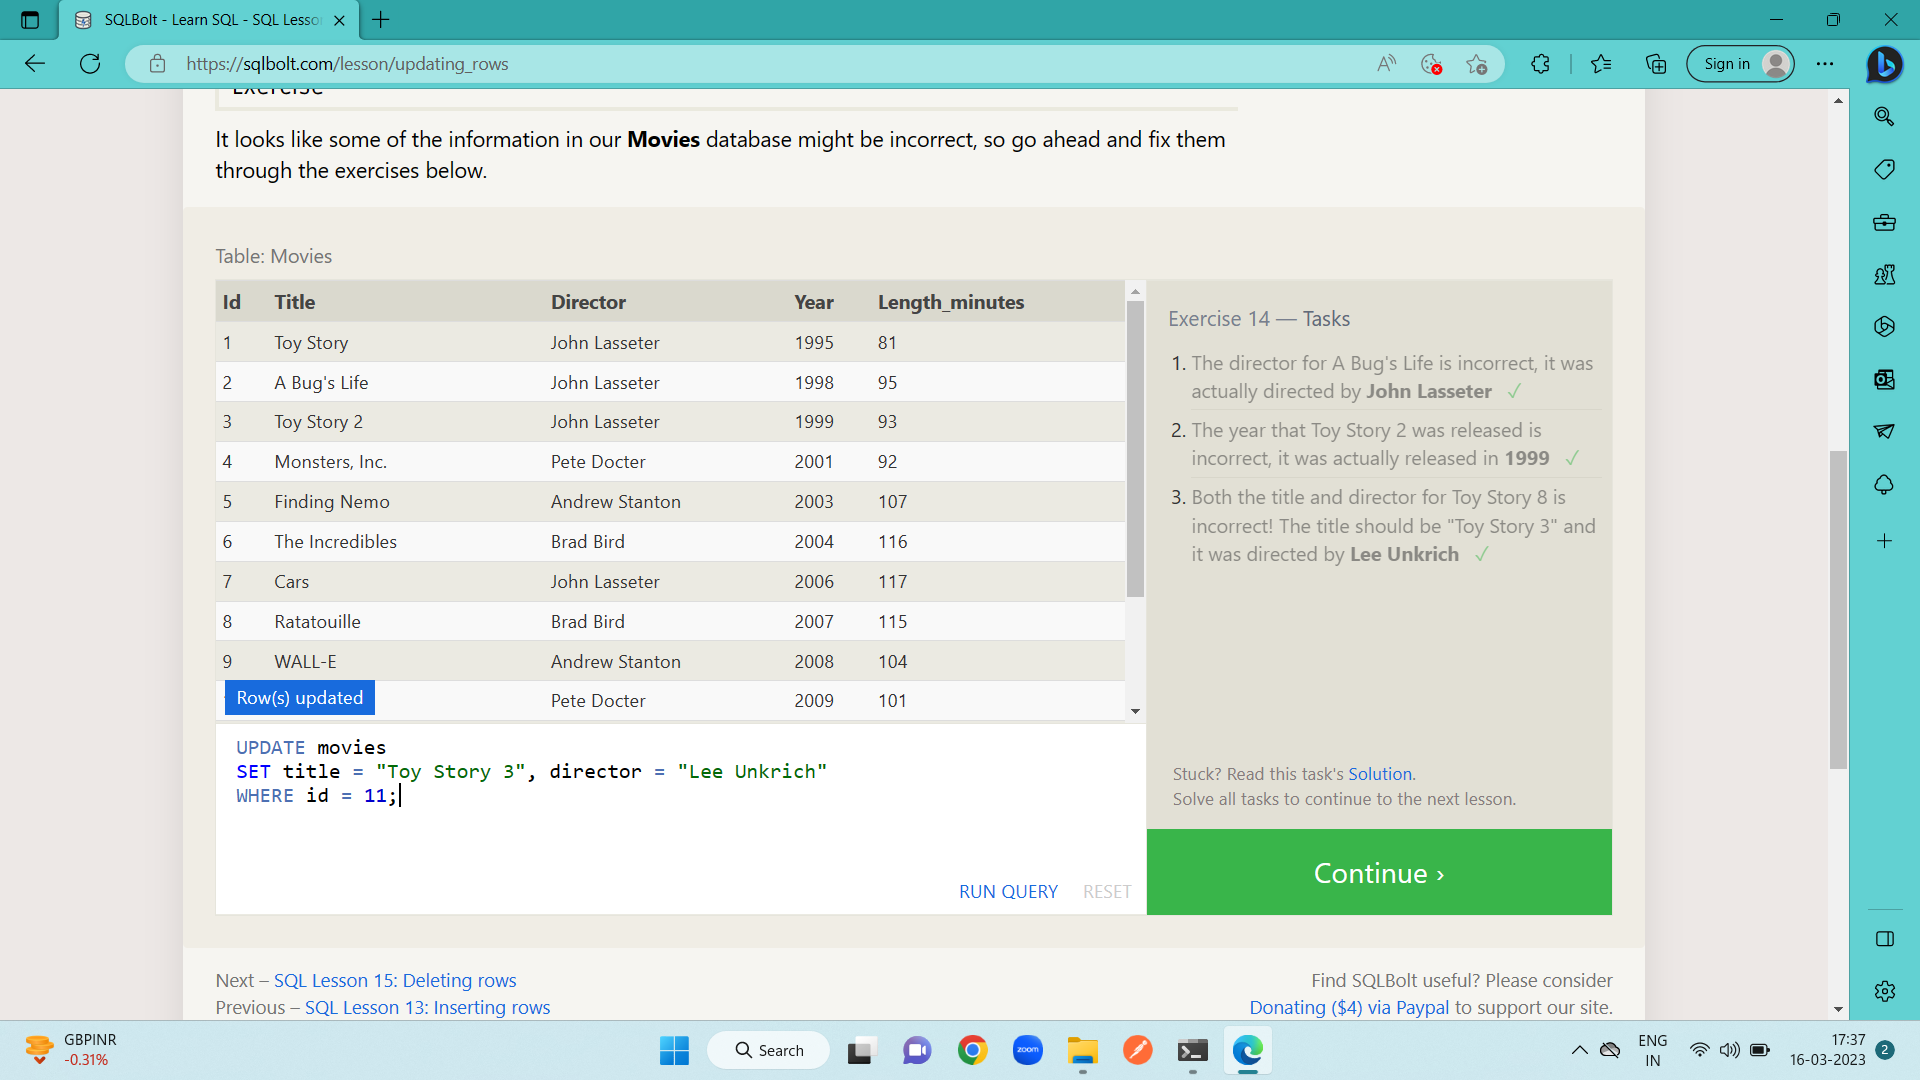 SQLBolt - Learn SQL - SQL Lesso
https://sqlbolt.com/lesson/updating_rows
Sign in
Exercise
It looks like some of the information in our Movies database might be incorrect, so go ahead and fix them
through the exercises below.
Table: Movies
Id Title Director Year Length_minutes
1 Toy Story John Lasseter 1995 81
2 A Bug's Life John Lasseter 1998 95
3 Toy Story 2 John Lasseter 1999 93
4 Monsters, Inc. Pete Docter 2001 92
5 Finding Nemo Andrew Stanton 2003 107
6 The Incredibles Brad Bird 2004 116
7 Cars John Lasseter 2006 117
8 Ratatouille Brad Bird 2007 115
9 WALL-E Andrew Stanton 2008 104
Pete Docter 2009 101
Row(s) updated
UPDATE movies
SET title = "Toy Story 3", director = "Lee Unkrich"
WHERE id = 11;
RUN QUERY RESET
Exercise 14 — Tasks
1. The director for A Bug's Life is incorrect, it was
actually directed by John Lasseter ✓
2. The year that Toy Story 2 was released is
incorrect, it was actually released in 1999 ✓
3. Both the title and director for Toy Story 8 is
incorrect! The title should be "Toy Story 3" and
it was directed by Lee Unkrich ✓
Stuck? Read this task's Solution.
Solve all tasks to continue to the next lesson.
Continue ›
Next – SQL Lesson 15: Deleting rows
Previous – SQL Lesson 13: Inserting rows
Find SQLBolt useful? Please consider
Donating ($4) via Paypal to support our site.
GBPINR
-0.31%
Search
zoom
ENG
IN
17:37
16-03-2023
2